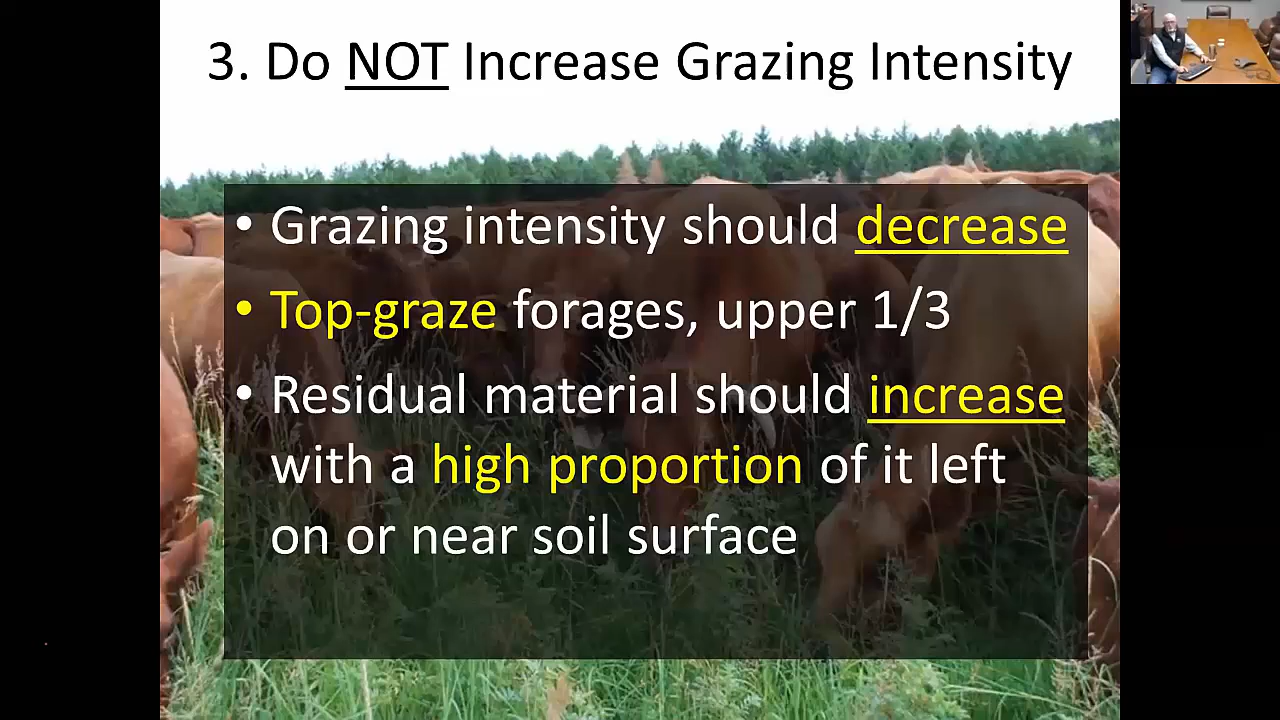 3. Do NOT Increase Grazing Intensity
• Grazing intensity should decrease
• Top-graze forages, upper 1/3
• Residual material should increase
with a high proportion of it left
on or near soil surface